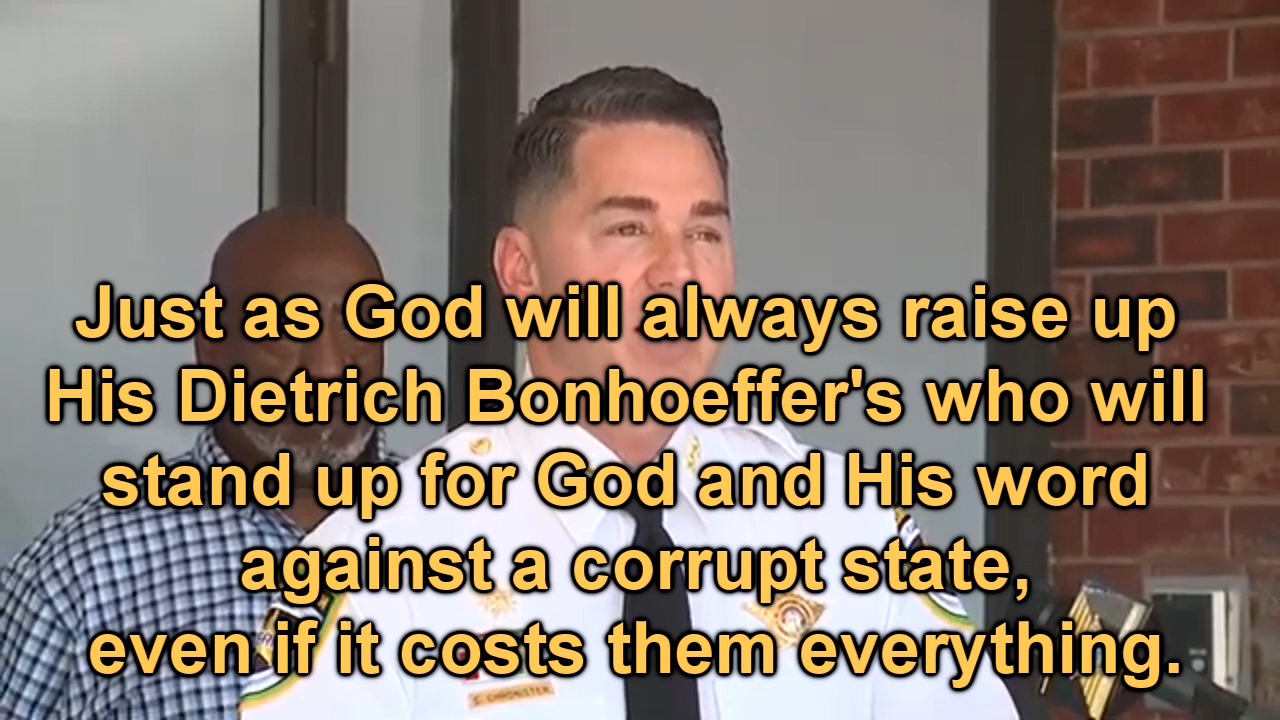 Just as God will always raise up
His Dietrich Bonhoeffer's who will
stand up for God and His word
against a corrupt state,
even if it costs them everything.
C. CHRONISTER